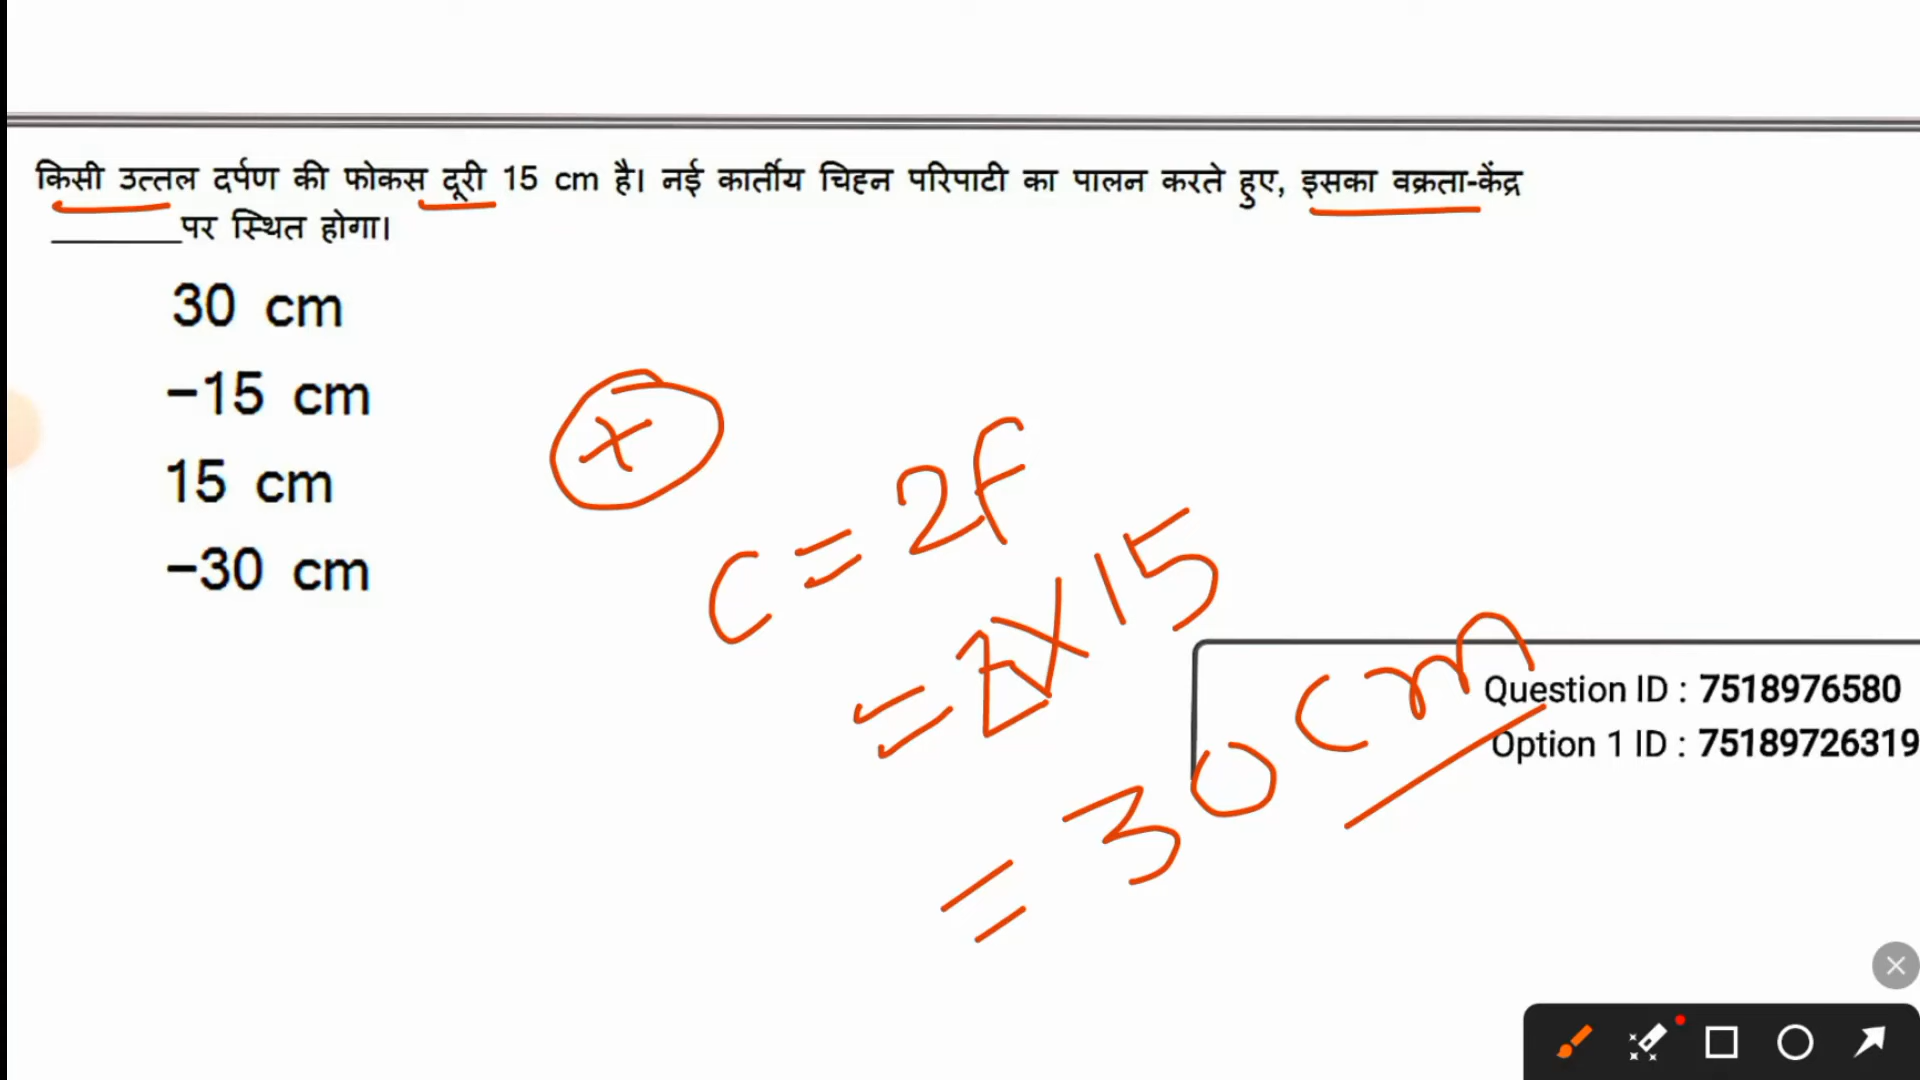 किसी उत्तल दर्पण की फोकस दूरी 15 cm है। नई कार्तीय चिह्न परिपाटी का पालन करते हुए, इसका वक्रता-केंद्र
________पर स्थित होगा।
30 cm
−15 cm
15 cm
−30 cm
+
C = 2f
= 2 × 15
= 30 cm
Question ID : 7518976580
Option 1 ID : 75189726319